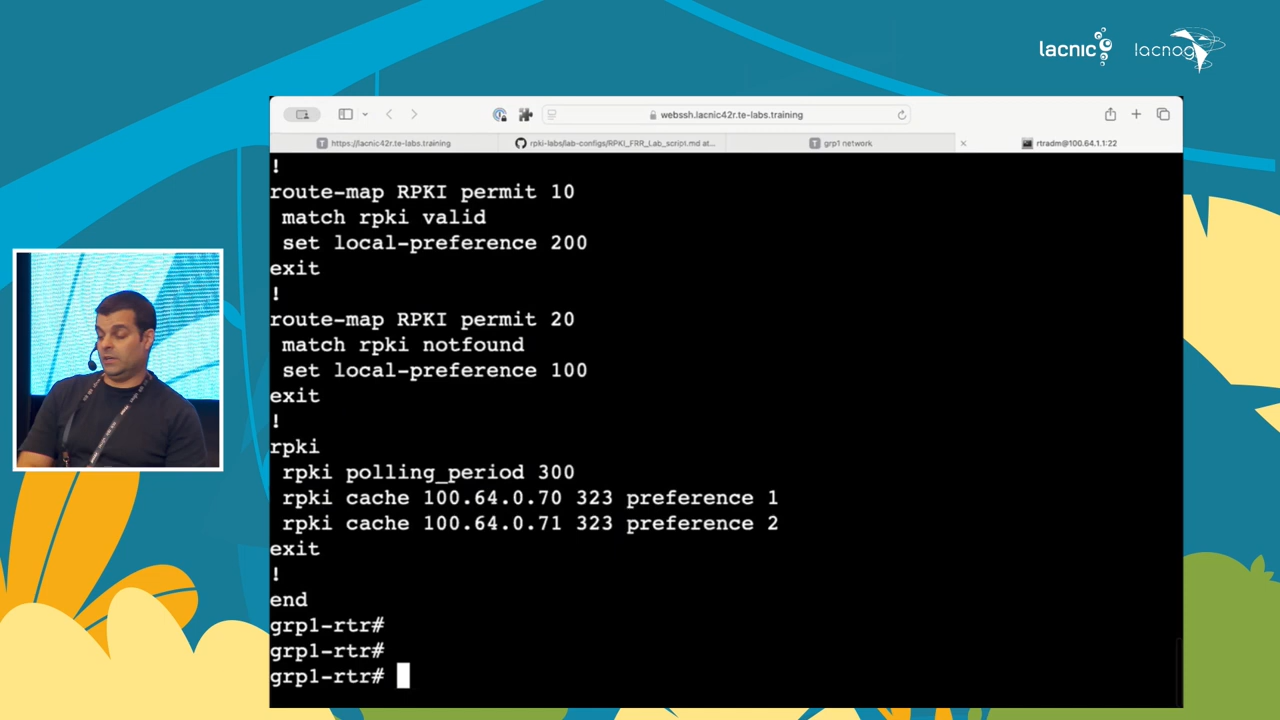 lacnic
lacnog
webssh.lacnic42r.te-labs.training
https://lacnic42r.te-labs.training
rpki-labs/lab-configs/RPKI_FRR_Lab_script.md at...
grp1 network
rtradm@100.64.1.1:22
!
route-map RPKI permit 10
match rpki valid
set local-preference 200
exit
!
route-map RPKI permit 20
match rpki notfound
set local-preference 100
exit
!
rpki
rpki polling_period 300
rpki cache 100.64.0.70 323 preference 1
rpki cache 100.64.0.71 323 preference 2
exit
!
end
grp1-rtr#
grp1-rtr#
grp1-rtr#